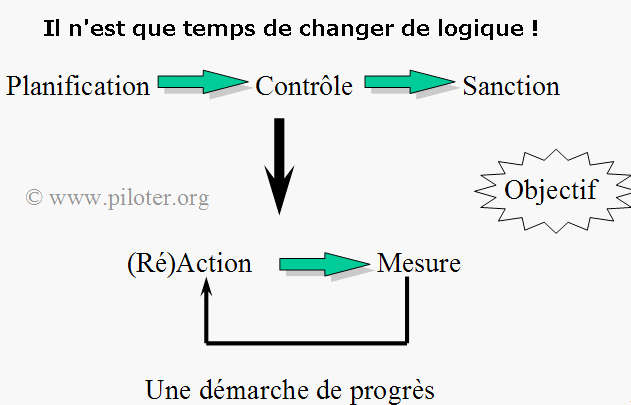 Il n'est que temps de changer de logique !
Planification Contrôle Sanction
© www.piloter.org
Objectif
(Ré)Action Mesure
Une démarche de progrès